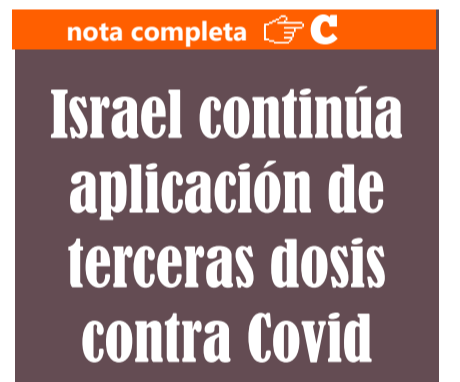 nota completa C
Israel continúa
aplicación de
terceras dosis
contra Covid